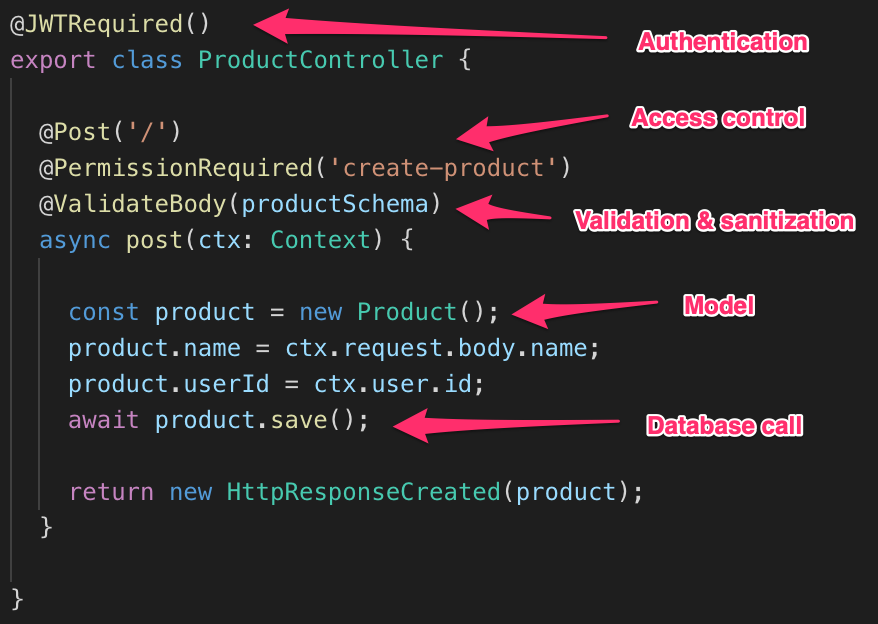 @JWTRequired()
Authentication
export class ProductController {
Access control
@Post('/')
@PermissionRequired('create-product')
@ValidateBody(productSchema)
Validation & sanitization
async post(ctx: Context) {
const product = new Product();
Model
product.name = ctx.request.body.name;
product.userId = ctx.user.id;
await product.save();
Database call
return new HttpResponseCreated(product);
}
}